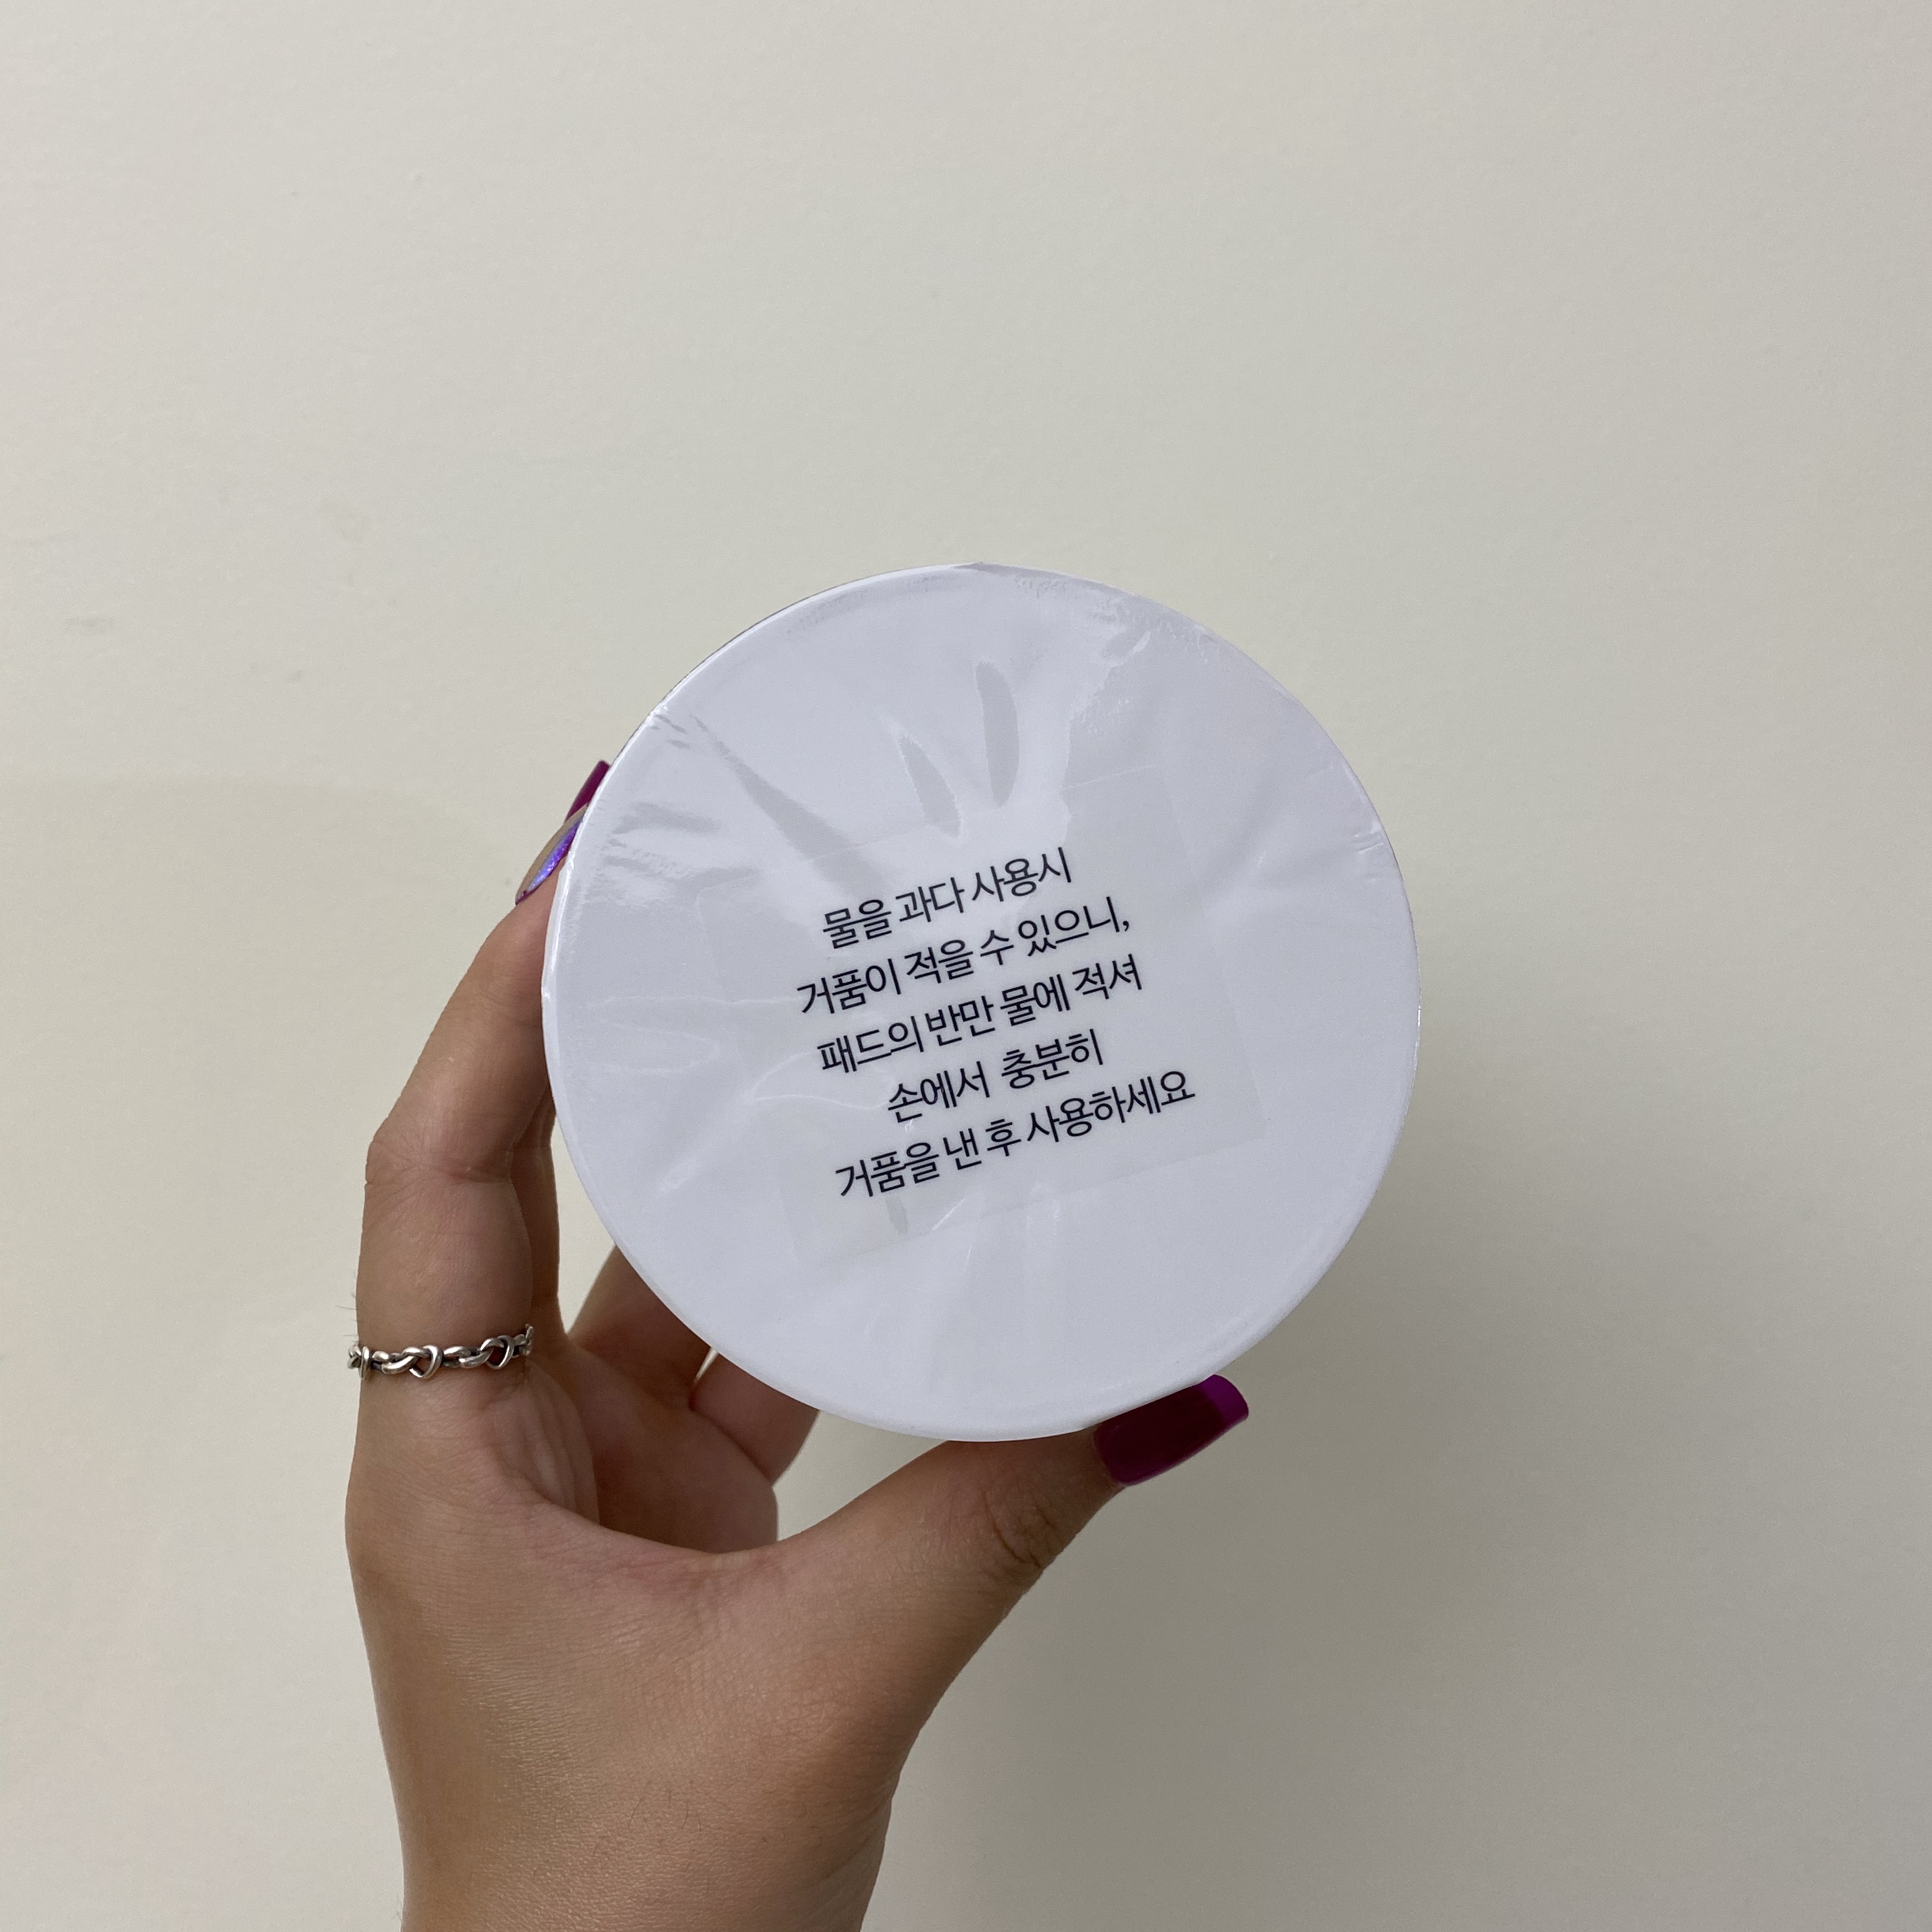 물을 과다 사용시
거품이 적을 수 있으니,
패드의 반만 물에 적셔
손에서 충분히
거품을 낸 후 사용하세요